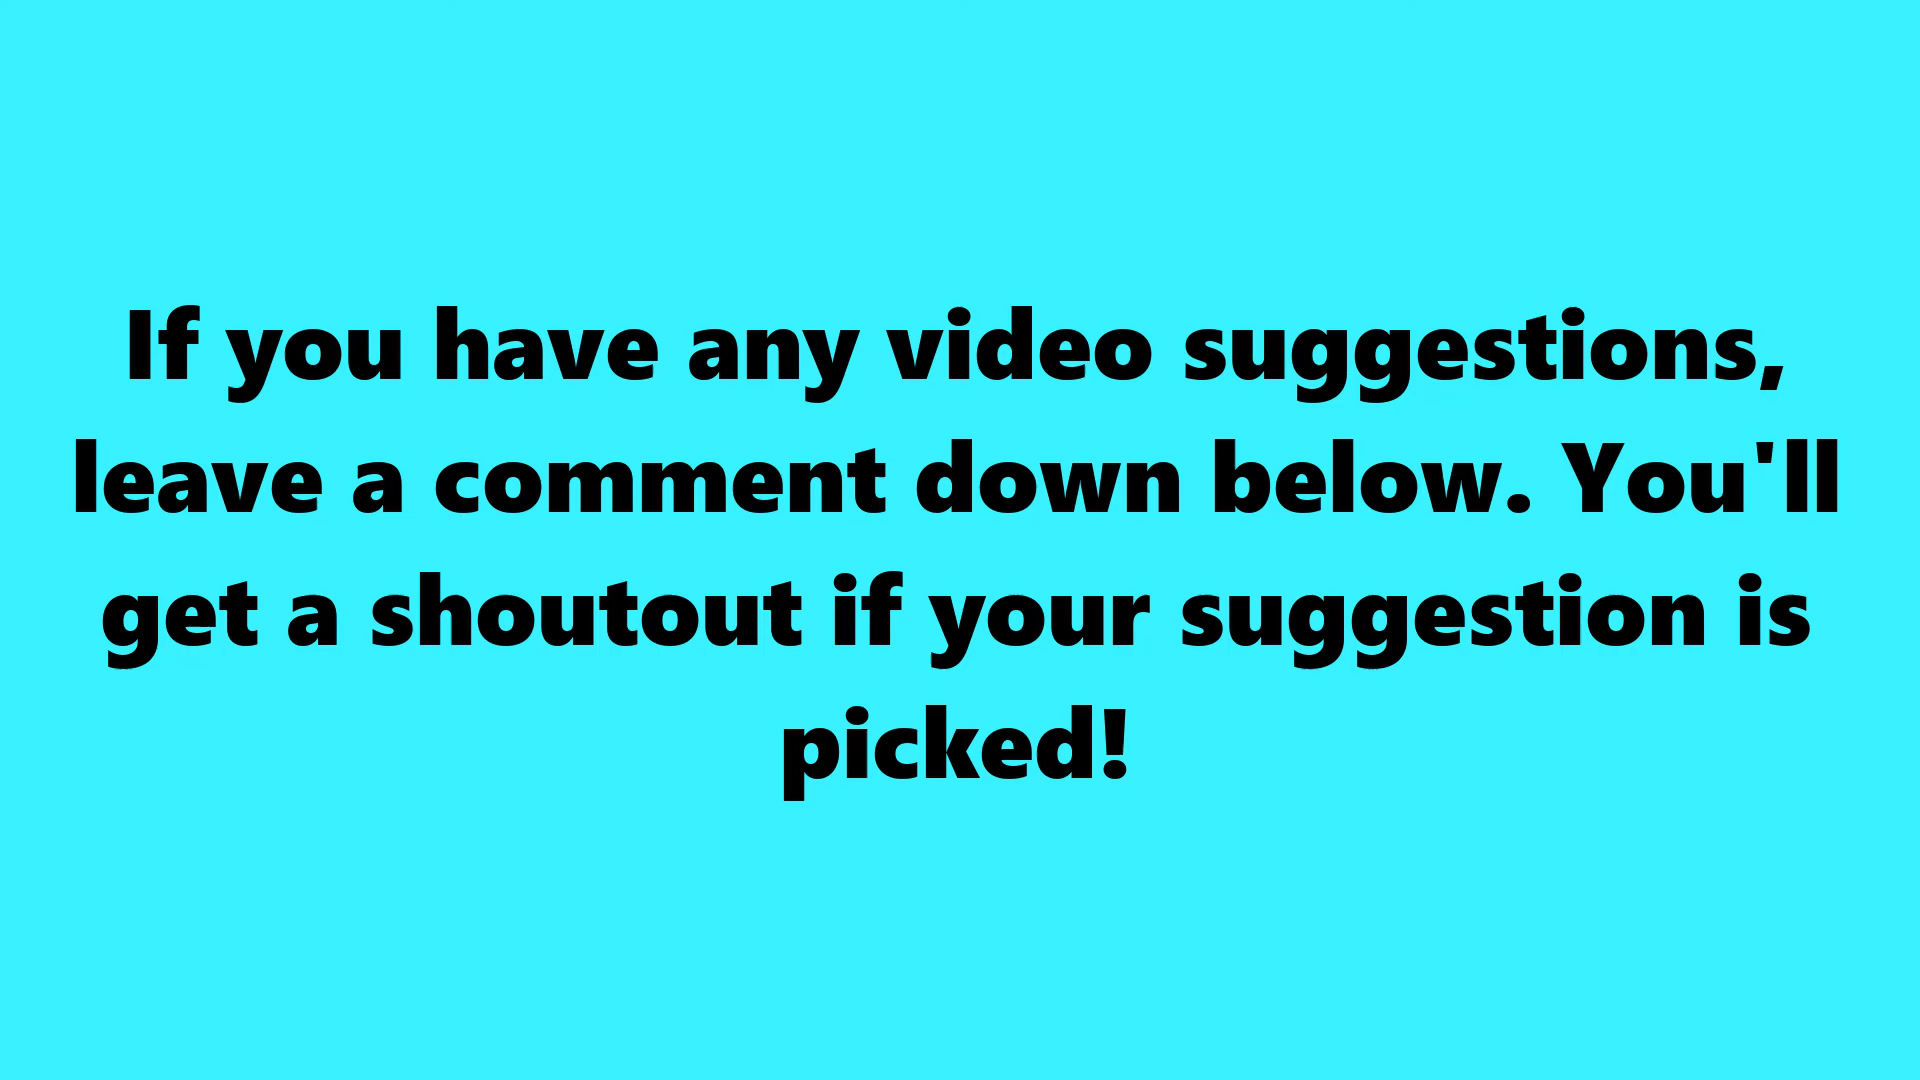 If you have any video suggestions,
leave a comment down below. You'll
get a shoutout if your suggestion is
picked!